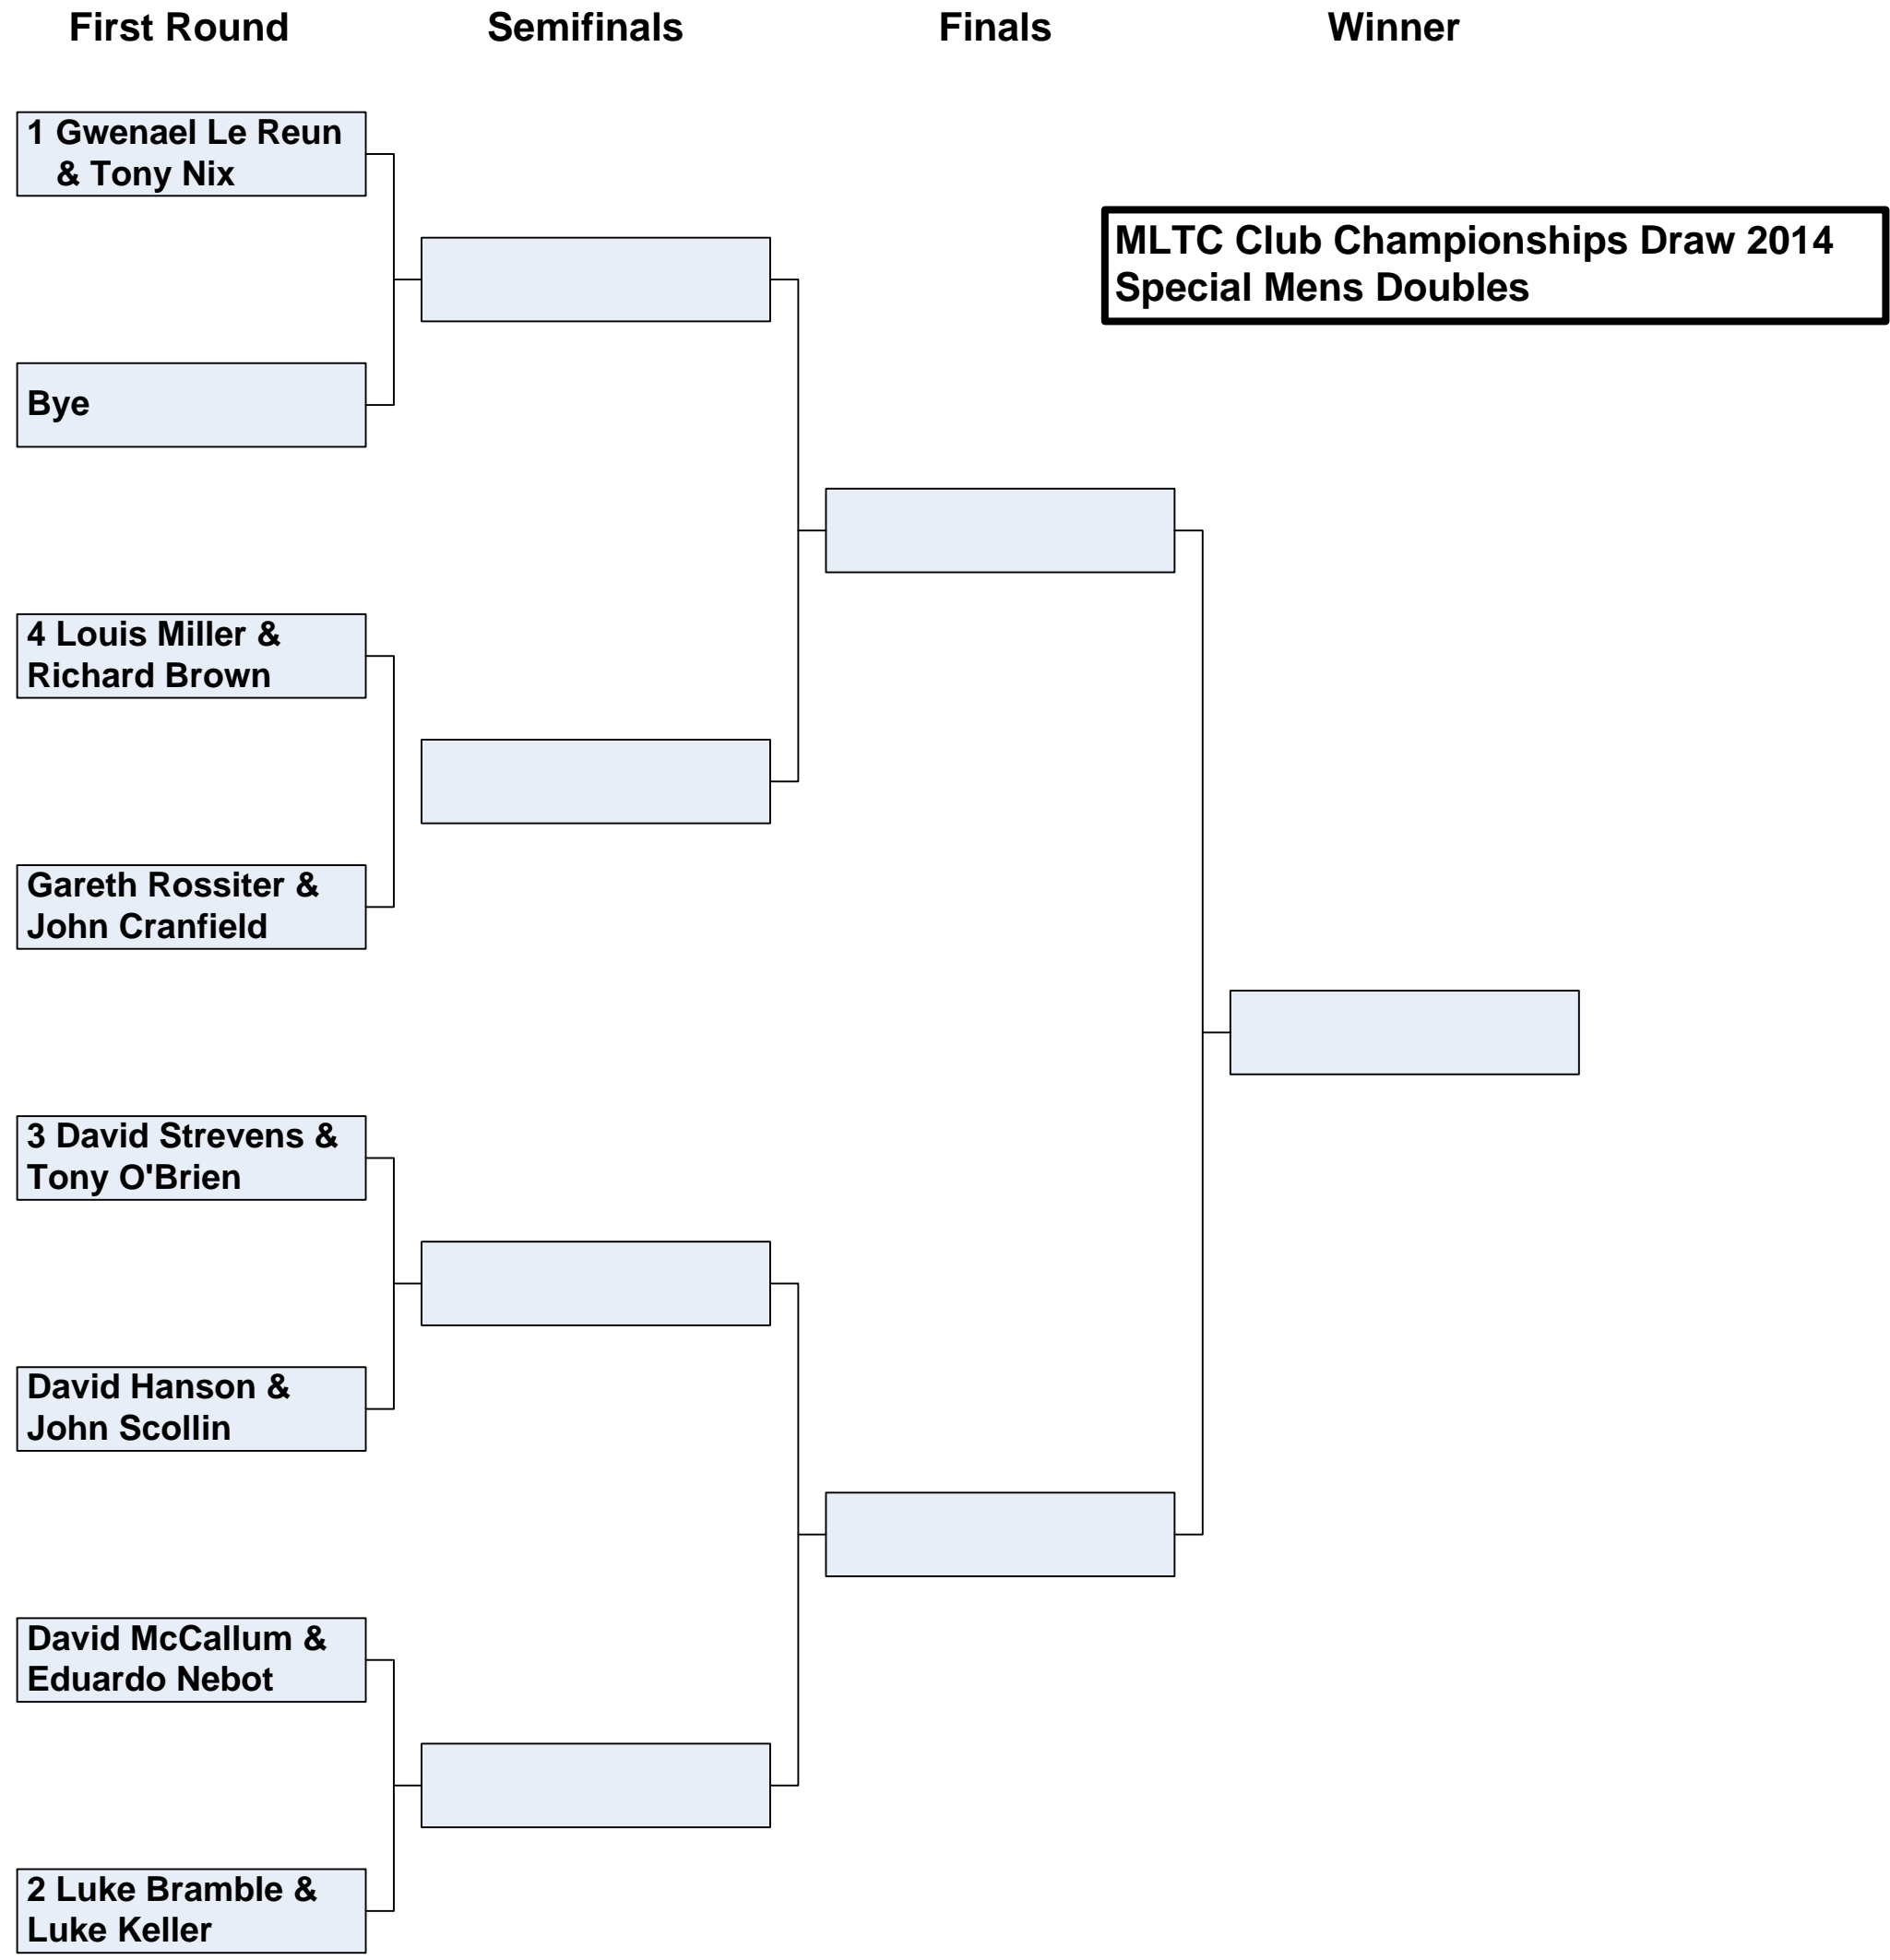 First Round Semifinals Finals Winner
1 Gwenael Le Reun
& Tony Nix
MLTC Club Championships Draw 2014
Special Mens Doubles
Bye
4 Louis Miller &
Richard Brown
Gareth Rossiter &
John Cranfield
3 David Strevens &
Tony O'Brien
David Hanson &
John Scollin
David McCallum &
Eduardo Nebot
2 Luke Bramble &
Luke Keller